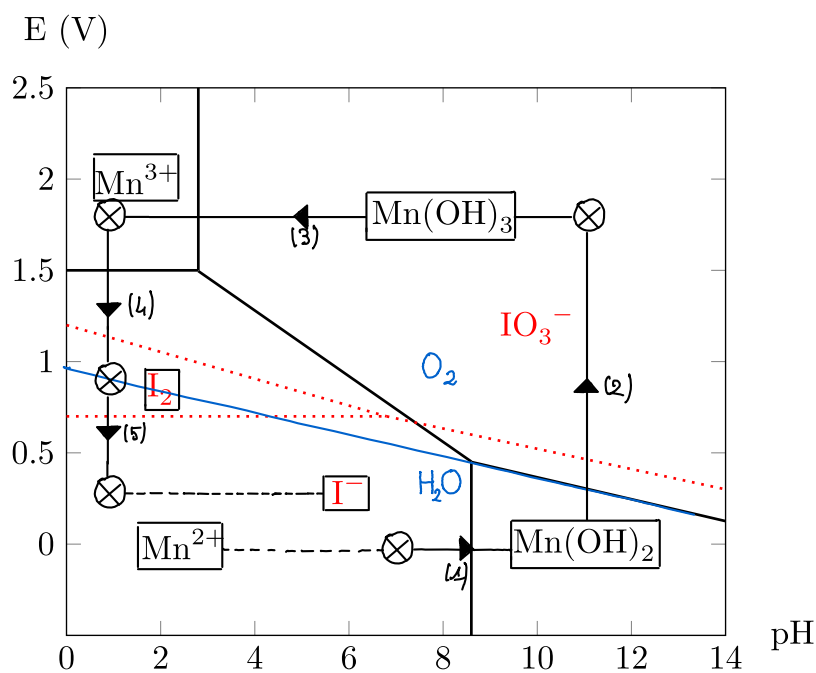 E (V)
2.5
2
1.5
1
0.5
0
0 2 4 6 8 10 12 14
pH
Mn³⁺
Mn(OH)₃
(3)
(4)
IO₃⁻
O₂
I₂
(2)
(5)
H₂O
I⁻
Mn²⁺
Mn(OH)₂
(1)